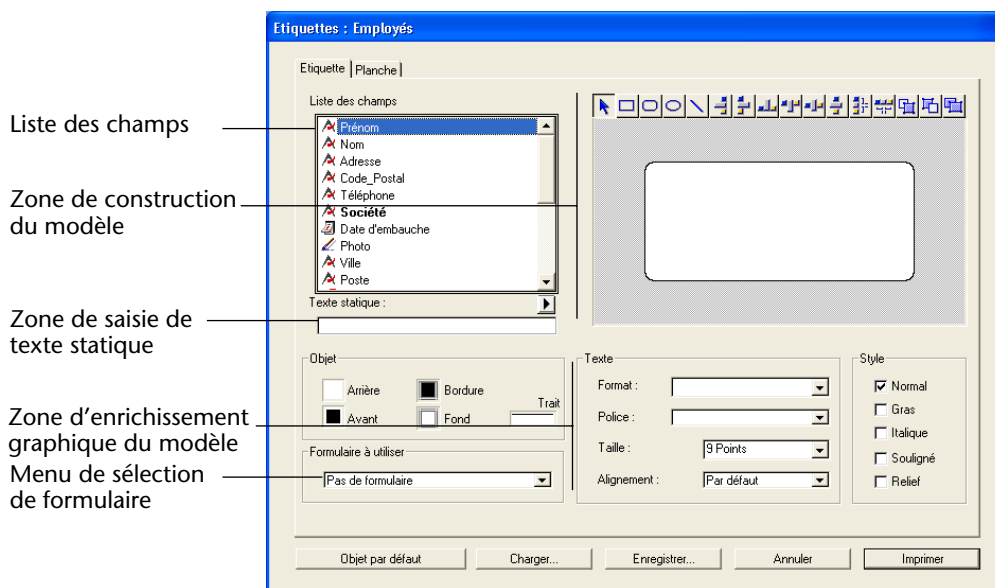 Etiquettes : Employés
Etiquette
Planche
Liste des champs
Liste des champs
Prénom
Nom
Adresse
Code_Postal
Téléphone
Société
Date d'embauche
Photo
Ville
Poste
Zone de construction
du modèle
Texte statique :
Zone de saisie de
texte statique
Objet
Arrière
Bordure
Avant
Fond
Trait
Texte
Format :
Police :
Taille :
9 Points
Alignement :
Par défaut
Style
Normal
Gras
Italique
Souligné
Relief
Zone d'enrichissement
graphique du modèle
Formulaire à utiliser
Menu de sélection
de formulaire
Pas de formulaire
Objet par défaut
Charger...
Enregistrer...
Annuler
Imprimer